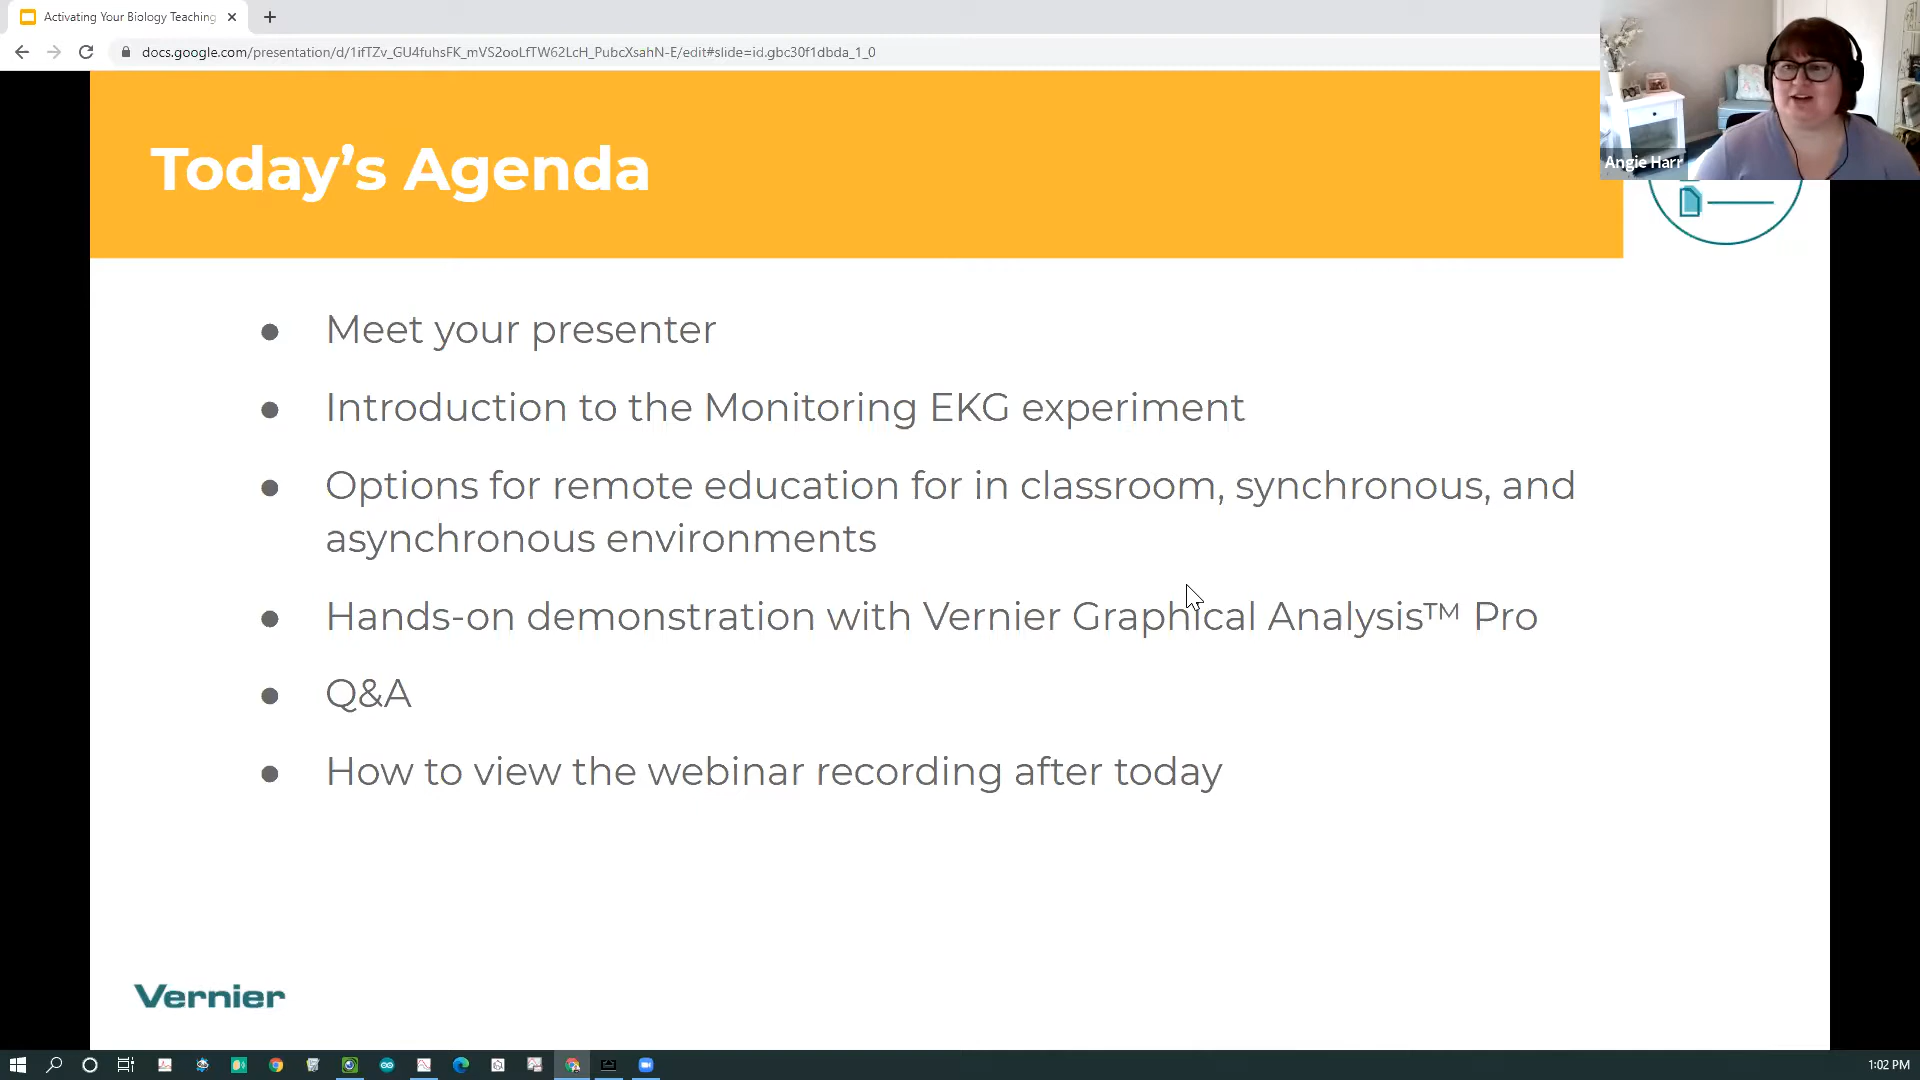 Activating Your Biology Teaching
docs.google.com/presentation/d/1ifTZv_GU4fuhsFK_mVS2ooLfTW62LcH_PubcXsahN-E/edit#slide=id.gbc30f1dbda_1_0
Angie Harr
Today's Agenda
● Meet your presenter
● Introduction to the Monitoring EKG experiment
● Options for remote education for in classroom, synchronous, and
asynchronous environments
● Hands-on demonstration with Vernier Graphical Analysis™ Pro
● Q&A
● How to view the webinar recording after today
Vernier
1:02 PM